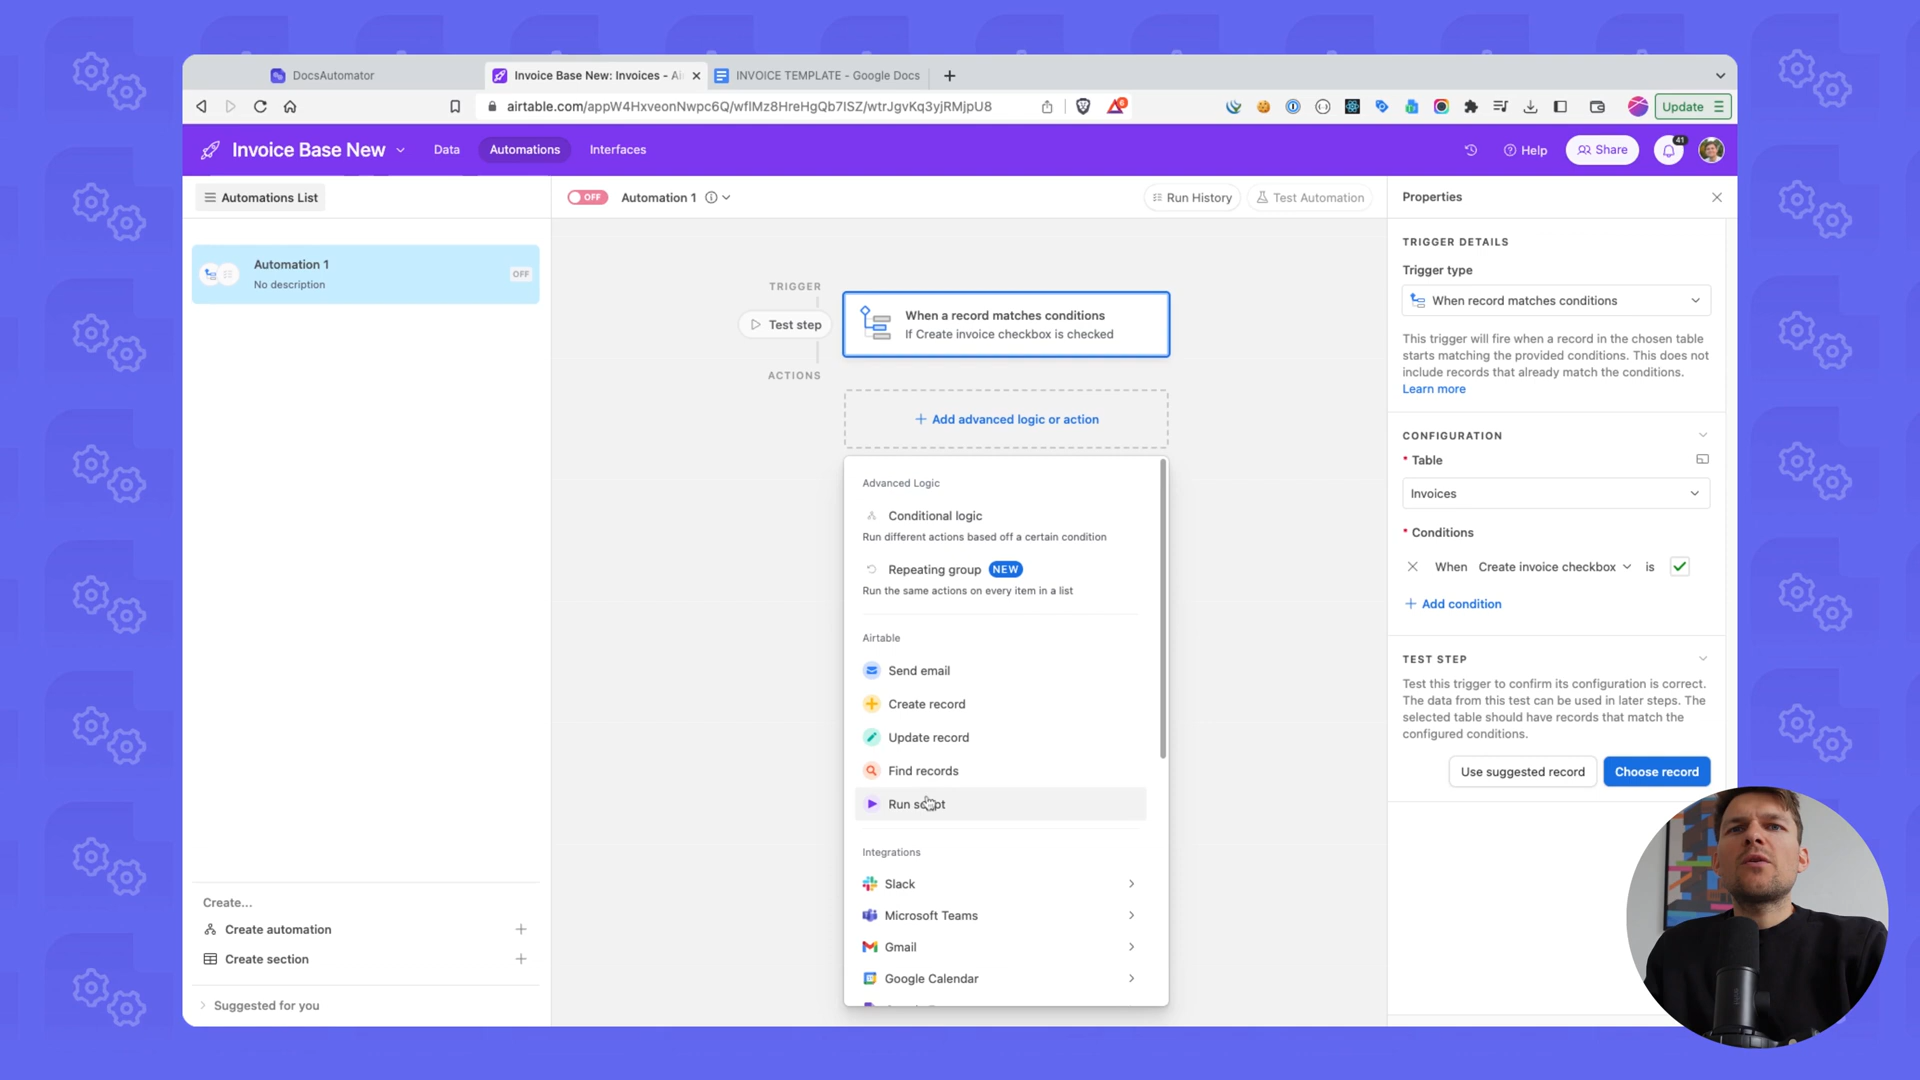 DocsAutomator
Invoice Base New: Invoices - Ai
INVOICE TEMPLATE - Google Docs
airtable.com/appW4HxveonNwpc6Q/wflMz8HreHgQb7ISZ/wtrJgvKq3yjRMjpU8
6
Update
Invoice Base New
Data
Automations
Interfaces
Help
Share
41
Automations List
OFF
Automation 1
Run History
Test Automation
Properties
Automation 1
No description
OFF
TRIGGER
Test step
When a record matches conditions
If Create invoice checkbox is checked
ACTIONS
Add advanced logic or action
Advanced Logic
Conditional logic
Run different actions based off a certain condition
Repeating group NEW
Run the same actions on every item in a list
Airtable
Send email
Create record
Update record
Find records
Run script
Integrations
Slack
Microsoft Teams
Gmail
Google Calendar
TRIGGER DETAILS
Trigger type
When record matches conditions
This trigger will fire when a record in the chosen table
starts matching the provided conditions. This does not
include records that already match the conditions.
Learn more
CONFIGURATION
* Table
Invoices
* Conditions
When Create invoice checkbox is
Add condition
TEST STEP
Test this trigger to confirm its configuration is correct.
The data from this test can be used in later steps. The
selected table should have records that match the
configured conditions.
Use suggested record
Choose record
Create...
Create automation
Create section
Suggested for you